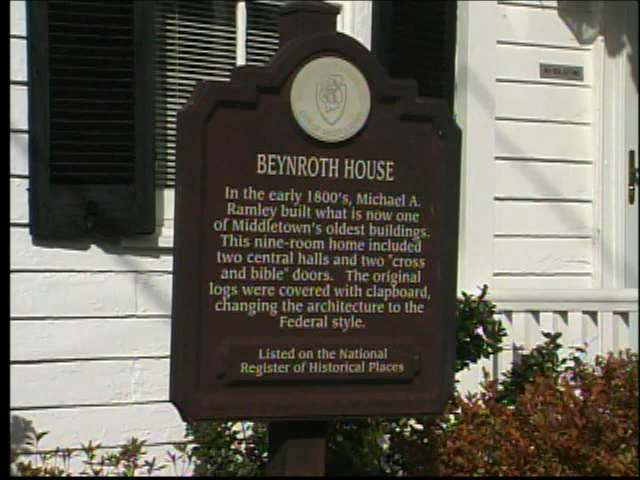 BEYNROTH HOUSE
In the early 1800's, Michael A.
Ramley built what is now one
of Middletown's oldest buildings.
This nine-room home included
two central halls and two "cross
and bible" doors. The original
logs were covered with clapboard,
changing the architecture to the
Federal style.
Listed on the National
Register of Historical Places